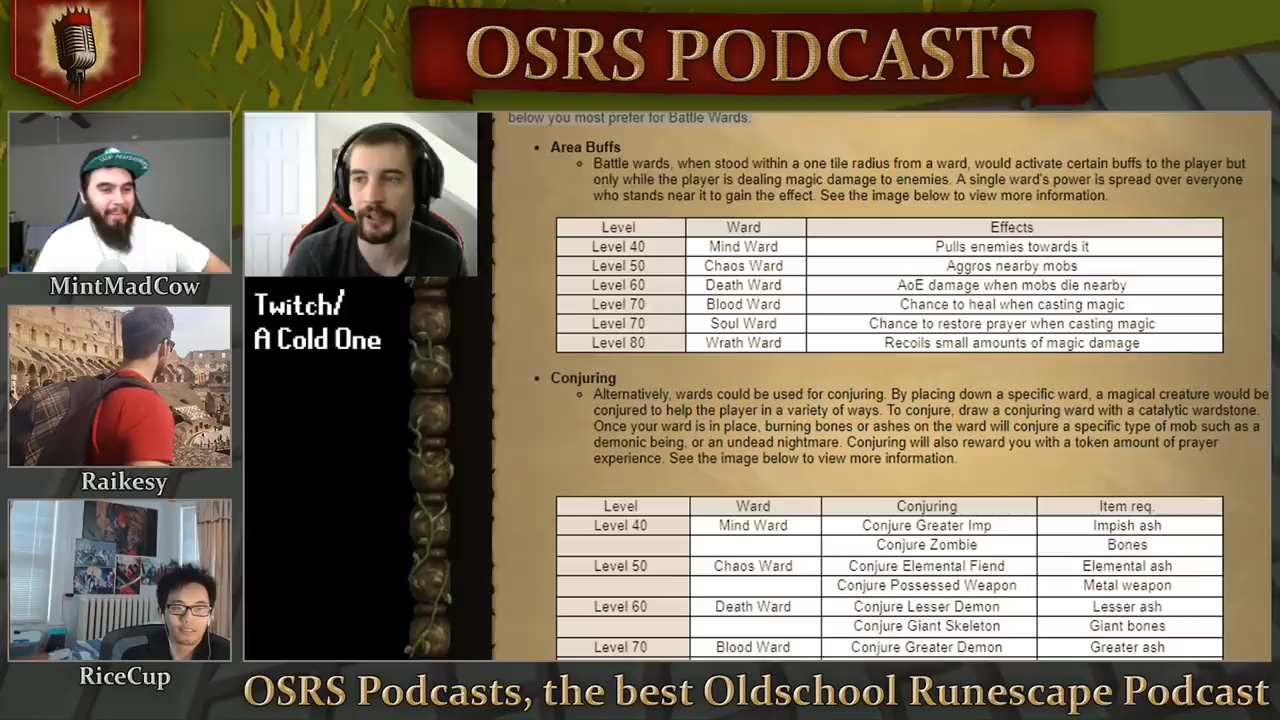 OSRS PODCASTS
MintMadCow
Raikesy
RiceCup
Twitch/
A Cold One
below you most prefer for Battle Wards.
Area Buffs
Battle wards, when stood within a one tile radius from a ward, would activate certain buffs to the player but
only while the player is dealing magic damage to enemies. A single ward's power is spread over everyone
who stands near it to gain the effect. See the image below to view more information.
Level Ward Effects
Level 40 Mind Ward Pulls enemies towards it
Level 50 Chaos Ward Aggros nearby mobs
Level 60 Death Ward AoE damage when mobs die nearby
Level 70 Blood Ward Chance to heal when casting magic
Level 70 Soul Ward Chance to restore prayer when casting magic
Level 80 Wrath Ward Recoils small amounts of magic damage
Conjuring
Alternatively, wards could be used for conjuring. By placing down a specific ward, a magical creature would be
conjured to help the player in a variety of ways. To conjure, draw a conjuring ward with a catalytic wardstone.
Once your ward is in place, burning bones or ashes on the ward will conjure a specific type of mob such as a
demonic being, or an undead nightmare. Conjuring will also reward you with a token amount of prayer
experience. See the image below to view more information.
Level Ward Conjuring Item req.
Level 40 Mind Ward Conjure Greater Imp Impish ash
Conjure Zombie Bones
Level 50 Chaos Ward Conjure Elemental Fiend Elemental ash
Conjure Possessed Weapon Metal weapon
Level 60 Death Ward Conjure Lesser Demon Lesser ash
Conjure Giant Skeleton Giant bones
Level 70 Blood Ward Conjure Greater Demon Greater ash
OSRS Podcasts, the best Oldschool Runescape Podcast